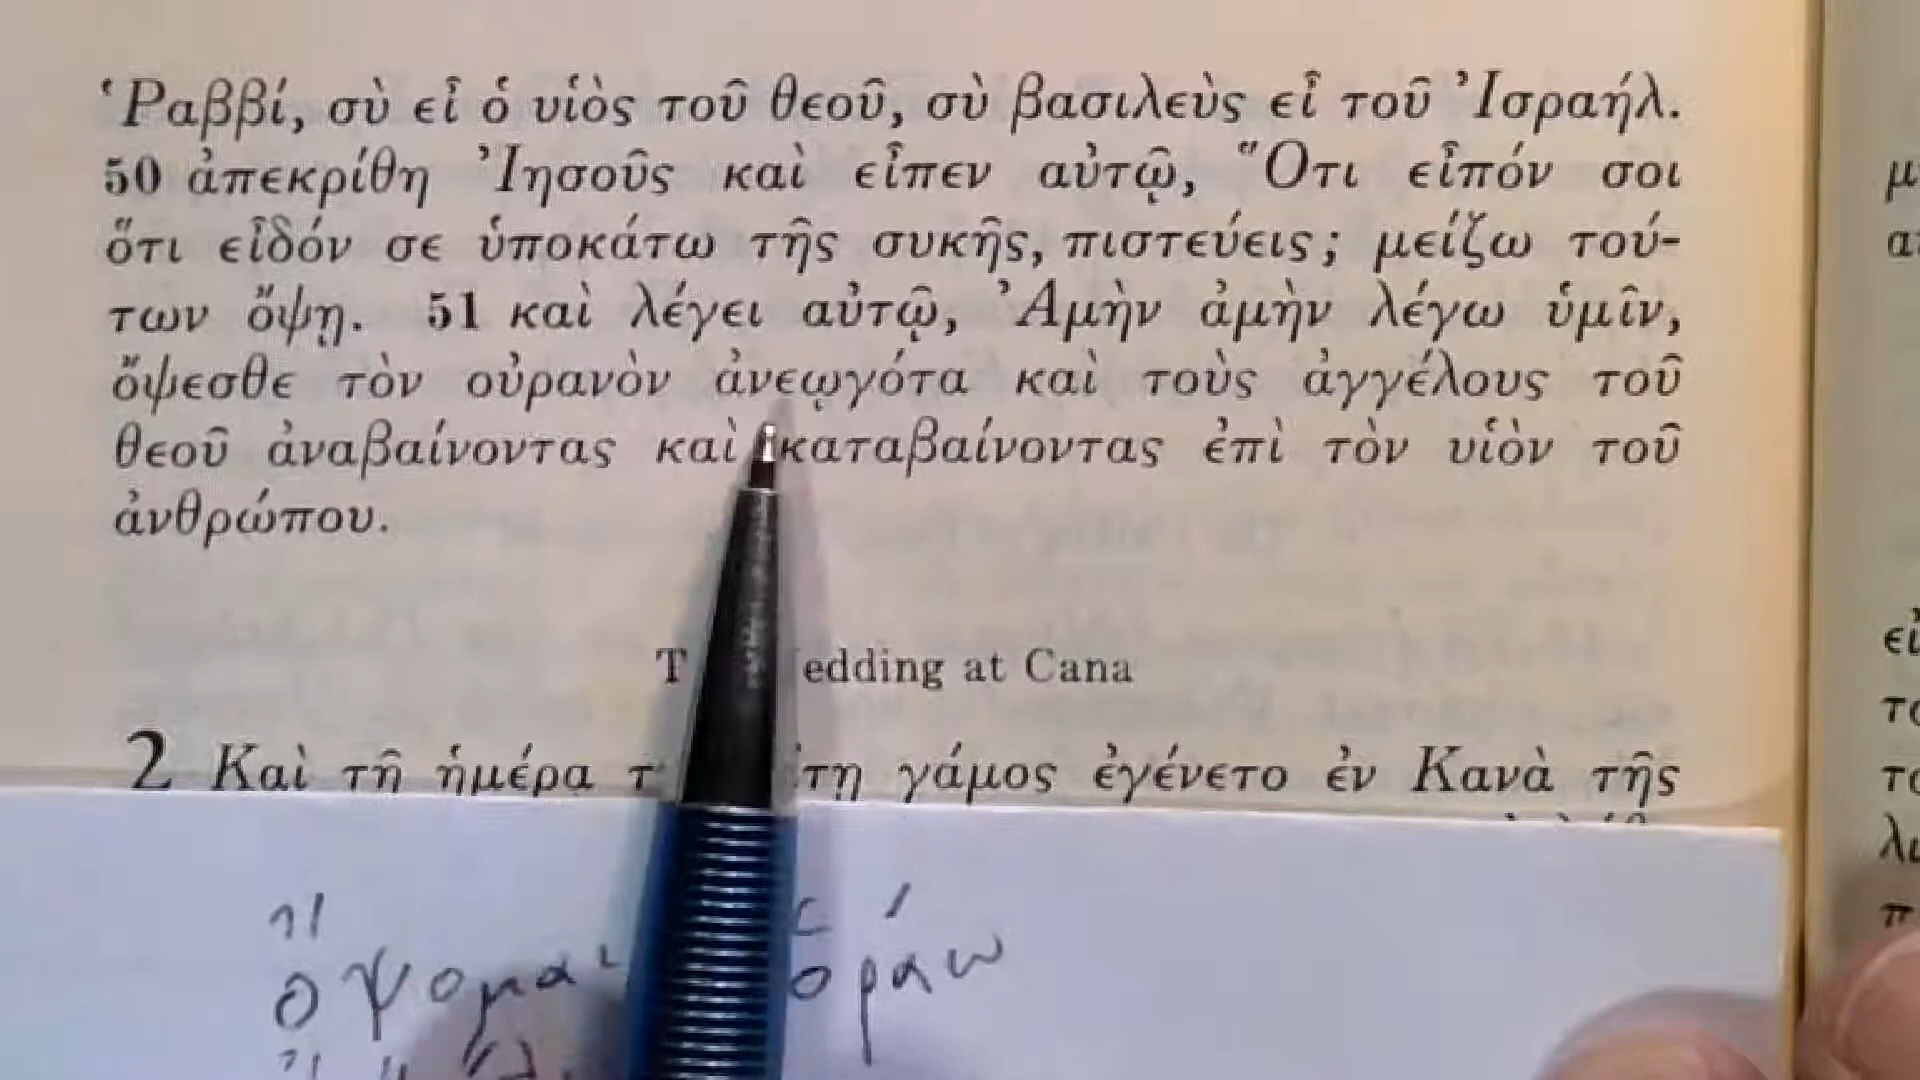 Ῥαββί, σὺ εἶ ὁ υἱὸς τοῦ θεοῦ, σὺ βασιλεὺς εἶ τοῦ Ἰσραήλ.
50 ἀπεκρίθη Ἰησοῦς καὶ εἶπεν αὐτῷ, Ὅτι εἶπόν σοι
ὅτι εἶδόν σε ὑποκάτω τῆς συκῆς, πιστεύεις; μείζω τού-
των ὄψῃ. 51 καὶ λέγει αὐτῷ, Ἀμὴν ἀμὴν λέγω ὑμῖν,
ὄψεσθε τὸν οὐρανὸν ἀνεῳγότα καὶ τοὺς ἀγγέλους τοῦ
θεοῦ ἀναβαίνοντας καὶ καταβαίνοντας ἐπὶ τὸν υἱὸν τοῦ
ἀνθρώπου.
at Cana
2 Καὶ τῇ ἡμέρᾳ γάμος ἐγένετο ἐν Κανὰ τῆς
ὄψομαι ὁράω